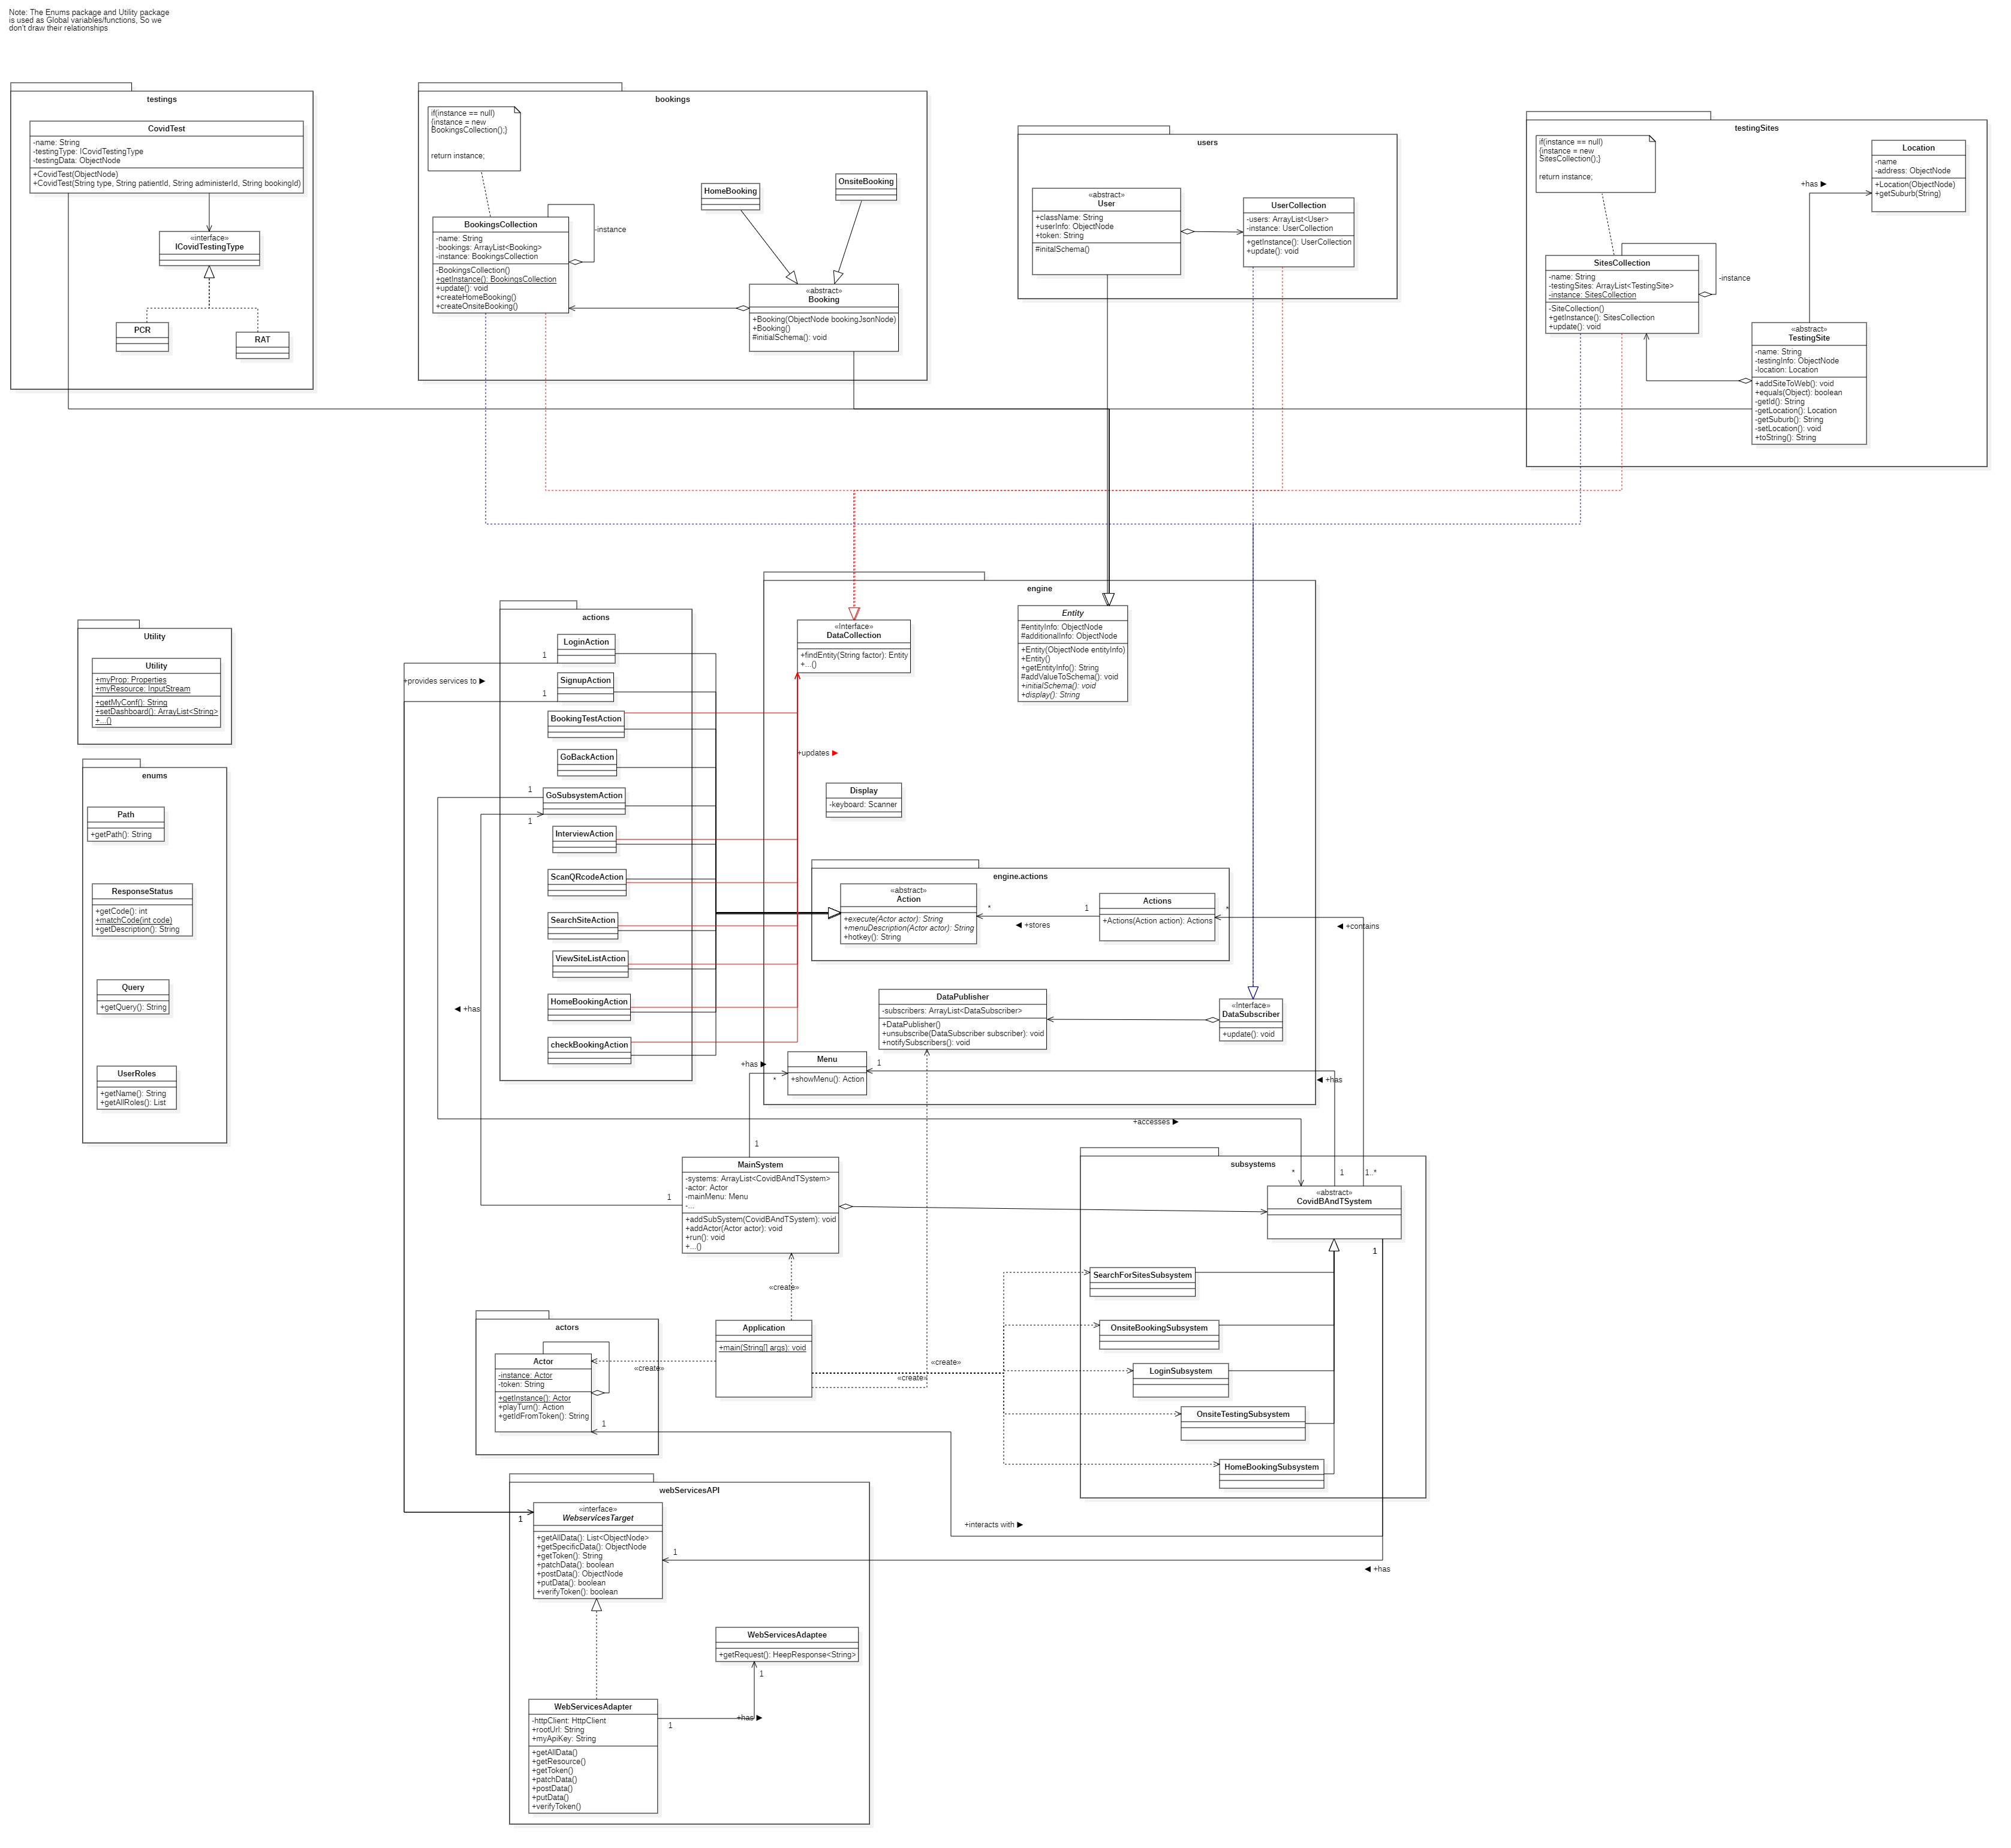 Note: The Enums package and Utility package
is used as Global variables/functions, So we
don't draw their relationships
testings
CovidTest
-name: String
-testingType: ICovidTestingType
-testingData: ObjectNode
+CovidTest(ObjectNode)
+CovidTest(String type, String patientId, String administerId, String bookingId)
«interface»
ICovidTestingType
PCR
RAT
bookings
if(instance == null)
{instance = new
BookingsCollection();}
return instance;
BookingsCollection
-name: String
-bookings: ArrayList<Booking>
-instance: BookingsCollection
-BookingsCollection()
+getInstance(): BookingsCollection
+update(): void
+createHomeBooking()
+createOnsiteBooking()
-instance
HomeBooking
OnsiteBooking
«abstract»
Booking
+Booking(ObjectNode bookingJsonNode)
+Booking()
#initialSchema(): void
users
«abstract»
User
+className: String
+userInfo: ObjectNode
+token: String
#initalSchema()
UserCollection
-users: ArrayList<User>
-instance: UserCollection
+getInstance(): UserCollection
+update(): void
testingSites
if(instance == null)
{instance = new
SitesCollection();}
return instance;
Location
-name
-address: ObjectNode
+Location(ObjectNode)
+getSuburb(String)
+has ▶
SitesCollection
-name: String
-testingSites: ArrayList<TestingSite>
-instance: SitesCollection
-SiteCollection()
+getInstance(): SitesCollection
+update(): void
-instance
«abstract»
TestingSite
-name: String
-testingInfo: ObjectNode
-location: Location
+addSiteToWeb(): void
+equals(Object): boolean
-getId(): String
-getLocation(): Location
-getSuburb(): String
-setLocation(): void
+toString(): String
Utility
Utility
+myProp: Properties
+myResource: InputStream
+getMyConf(): String
+setDashboard(): ArrayList<String>
+...()
enums
Path
+getPath(): String
ResponseStatus
+getCode(): int
+matchCode(int code)
+getDescription(): String
Query
+getQuery(): String
UserRoles
+getName(): String
+getAllRoles(): List
actions
LoginAction
1
+provides services to ▶
SignupAction
1
BookingTestAction
GoBackAction
1
GoSubsystemAction
1
InterviewAction
ScanQRcodeAction
SearchSiteAction
ViewSiteListAction
HomeBookingAction
◀ +has
checkBookingAction
engine
«Interface»
DataCollection
+findEntity(String factor): Entity
+...()
Entity
#entityInfo: ObjectNode
#additionalInfo: ObjectNode
+Entity(ObjectNode entityInfo)
+Entity()
+getEntityInfo(): String
#addValueToSchema(): void
+initialSchema(): void
+display(): String
+updates ▶
Display
-keyboard: Scanner
engine.actions
«abstract»
Action
+execute(Actor actor): String
+menuDescription(Actor actor): String
+hotkey(): String
*
1
◀ +stores
Actions
+Actions(Action action): Actions
*
◀ +contains
DataPublisher
-subscribers: ArrayList<DataSubscriber>
+DataPublisher()
+unsubscribe(DataSubscriber subscriber): void
+notifySubscribers(): void
«Interface»
DataSubscriber
+update(): void
+has ▶
*
Menu
+showMenu(): Action
1
◀ +has
+accesses ▶
1
1
MainSystem
-systems: ArrayList<CovidBAndTSystem>
-actor: Actor
-mainMenu: Menu
-...
+addSubSystem(CovidBAndTSystem): void
+addActor(Actor actor): void
+run(): void
+...()
subsystems
*
1
1..*
«abstract»
CovidBAndTSystem
1
SearchForSitesSubsystem
OnsiteBookingSubsystem
LoginSubsystem
OnsiteTestingSubsystem
HomeBookingSubsystem
«create»
Application
+main(String[] args): void
«create»
«create»
«create»
actors
Actor
-instance: Actor
-token: String
+getInstance(): Actor
+playTurn(): Action
+getIdFromToken(): String
1
+interacts with ▶
webServicesAPI
«interface»
WebservicesTarget
+getAllData(): List<ObjectNode>
+getSpecificData(): ObjectNode
+getToken(): String
+patchData(): boolean
+postData(): ObjectNode
+putData(): boolean
+verifyToken(): boolean
1
1
◀ +has
WebServicesAdaptee
+getRequest(): HeepResponse<String>
1
WebServicesAdapter
-httpClient: HttpClient
+rootUrl: String
+myApiKey: String
+getAllData()
+getResource()
+getToken()
+patchData()
+postData()
+putData()
+verifyToken()
1
+has ▶